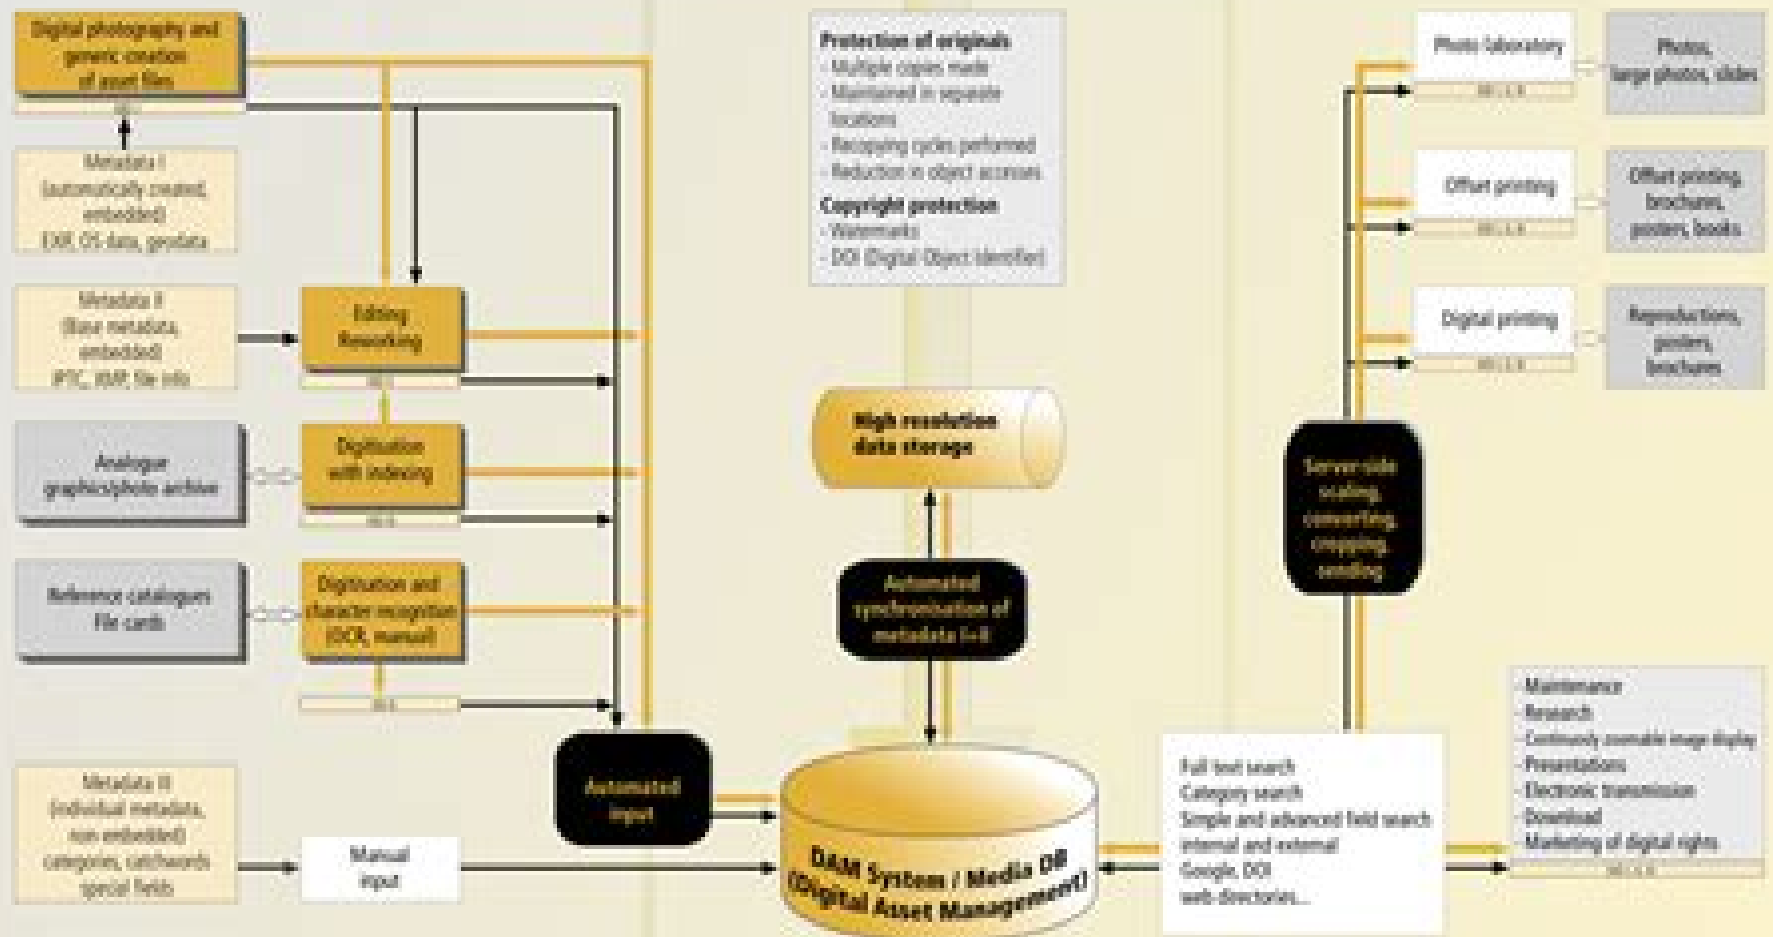 Digital photography and
generic creation
of asset files
Metadata I
(automatically created,
embedded)
EXIF, OS data, geodata
Metadata II
(Base metadata,
embedded)
IPTC, XMP, file info
Editing
Reworking
Analogue
graphics/photo archive
Digitisation
with indexing
Reference catalogues
File cards
Digitisation and
character recognition
(OCR, manual)
Metadata III
(individual metadata,
non embedded)
categories, catchwords
special fields
Manual
input
Automated
input
Protection of originals
- Multiple copies made
- Maintained in separate
locations
- Recopying cycles performed
- Reduction in object accesses
Copyright protection
- Watermarks
- DOI (Digital Object Identifier)
High resolution
data storage
Automated
synchronisation of
metadata I+II
DAM System / Media DB
(Digital Asset Management)
Full text search
Category search
Simple and advanced field search
internal and external
Google, DOI
web directories...
Server-side
scaling,
converting,
cropping,
sending
Photo laboratory
Photos,
large photos, slides
Offset printing
Offset printing,
brochures,
posters, books
Digital printing
Reproductions,
posters,
brochures
- Maintenance
- Research
- Continuously zoomable image display
- Presentations
- Electronic transmission
- Download
- Marketing of digital rights